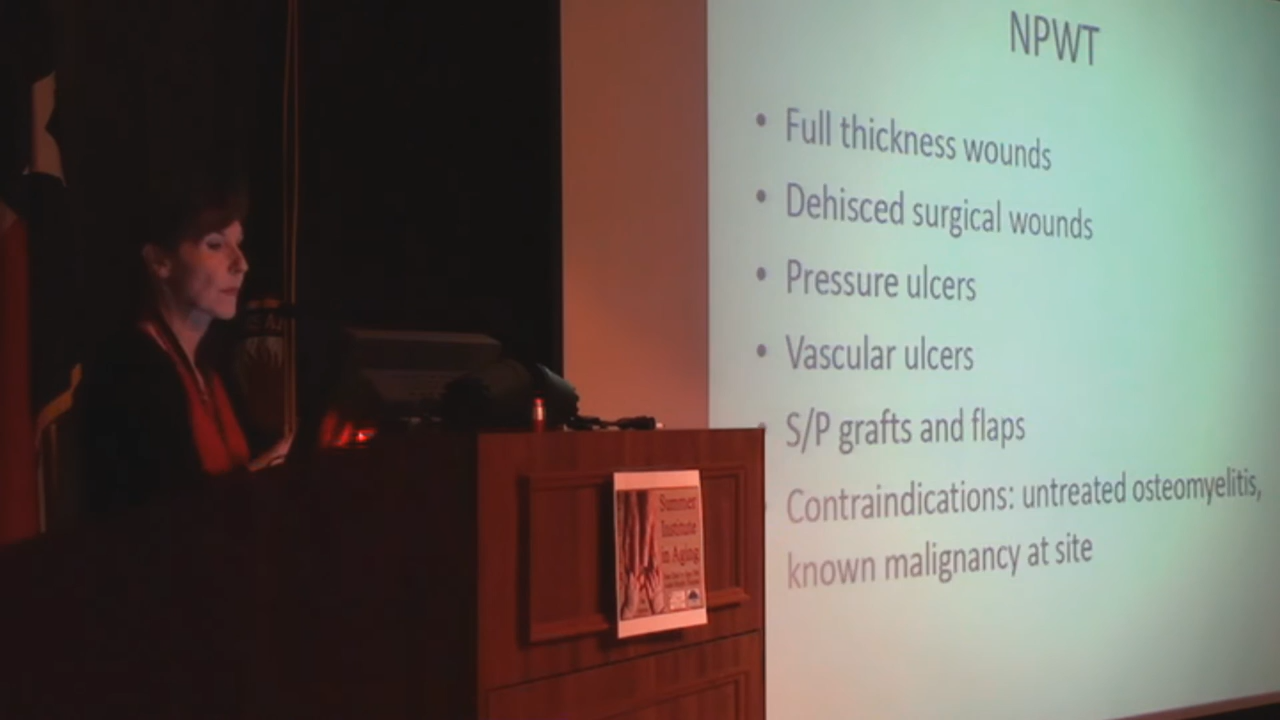 NPWT
• Full thickness wounds
• Dehisced surgical wounds
• Pressure ulcers
• Vascular ulcers
• S/P grafts and flaps
• Contraindications: untreated osteomyelitis,
known malignancy at site
Summer
Institute
in Aging